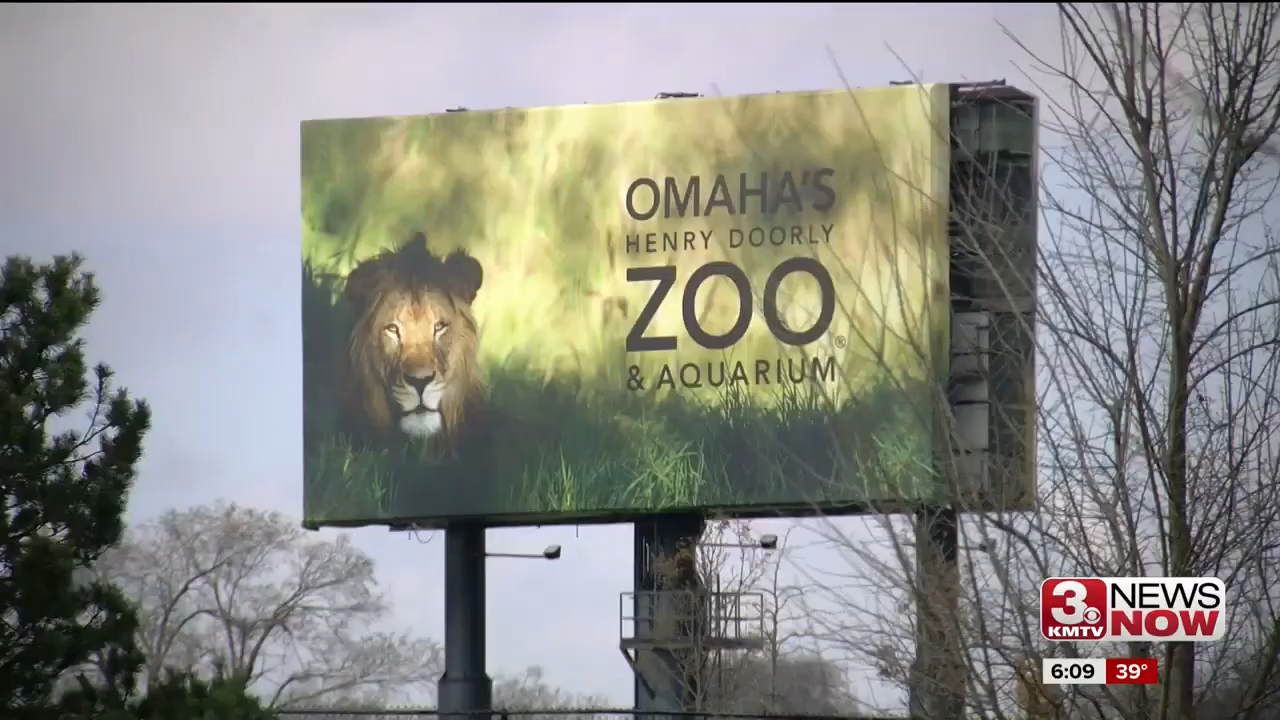 OMAHA'S
HENRY DOORLY
ZOO®
& AQUARIUM
3 NEWS
KMTV NOW
6:09 39°